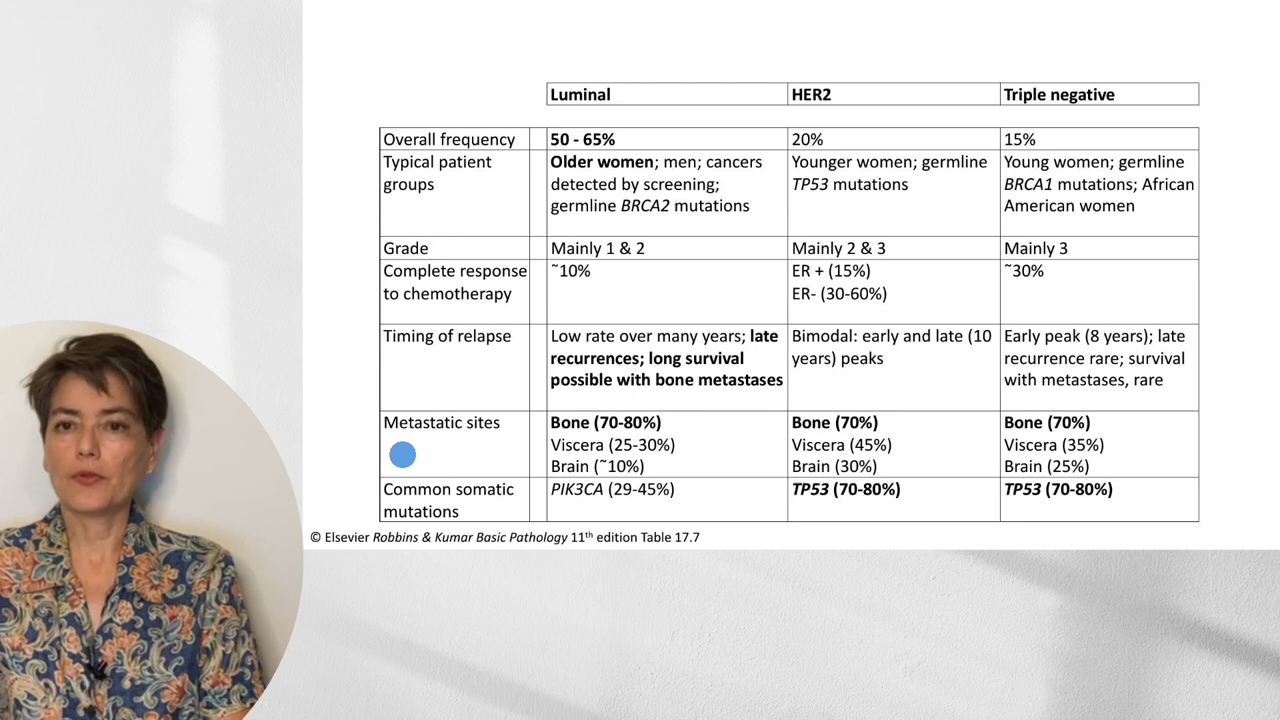 Luminal HER2 Triple negative
Overall frequency 50 - 65% 20% 15%
Typical patient groups
Older women; men; cancers detected by screening; germline BRCA2 mutations
Younger women; germline TP53 mutations
Young women; germline BRCA1 mutations; African American women
Grade Mainly 1 & 2 Mainly 2 & 3 Mainly 3
Complete response to chemotherapy
˜10%
ER + (15%)
ER- (30-60%)
˜30%
Timing of relapse
Low rate over many years; late recurrences; long survival possible with bone metastases
Bimodal: early and late (10 years) peaks
Early peak (8 years); late recurrence rare; survival with metastases, rare
Metastatic sites
Bone (70-80%)
Viscera (25-30%)
Brain (˜10%)
Bone (70%)
Viscera (45%)
Brain (30%)
Bone (70%)
Viscera (35%)
Brain (25%)
Common somatic mutations
PIK3CA (29-45%)
TP53 (70-80%)
TP53 (70-80%)
© Elsevier Robbins & Kumar Basic Pathology 11th edition Table 17.7